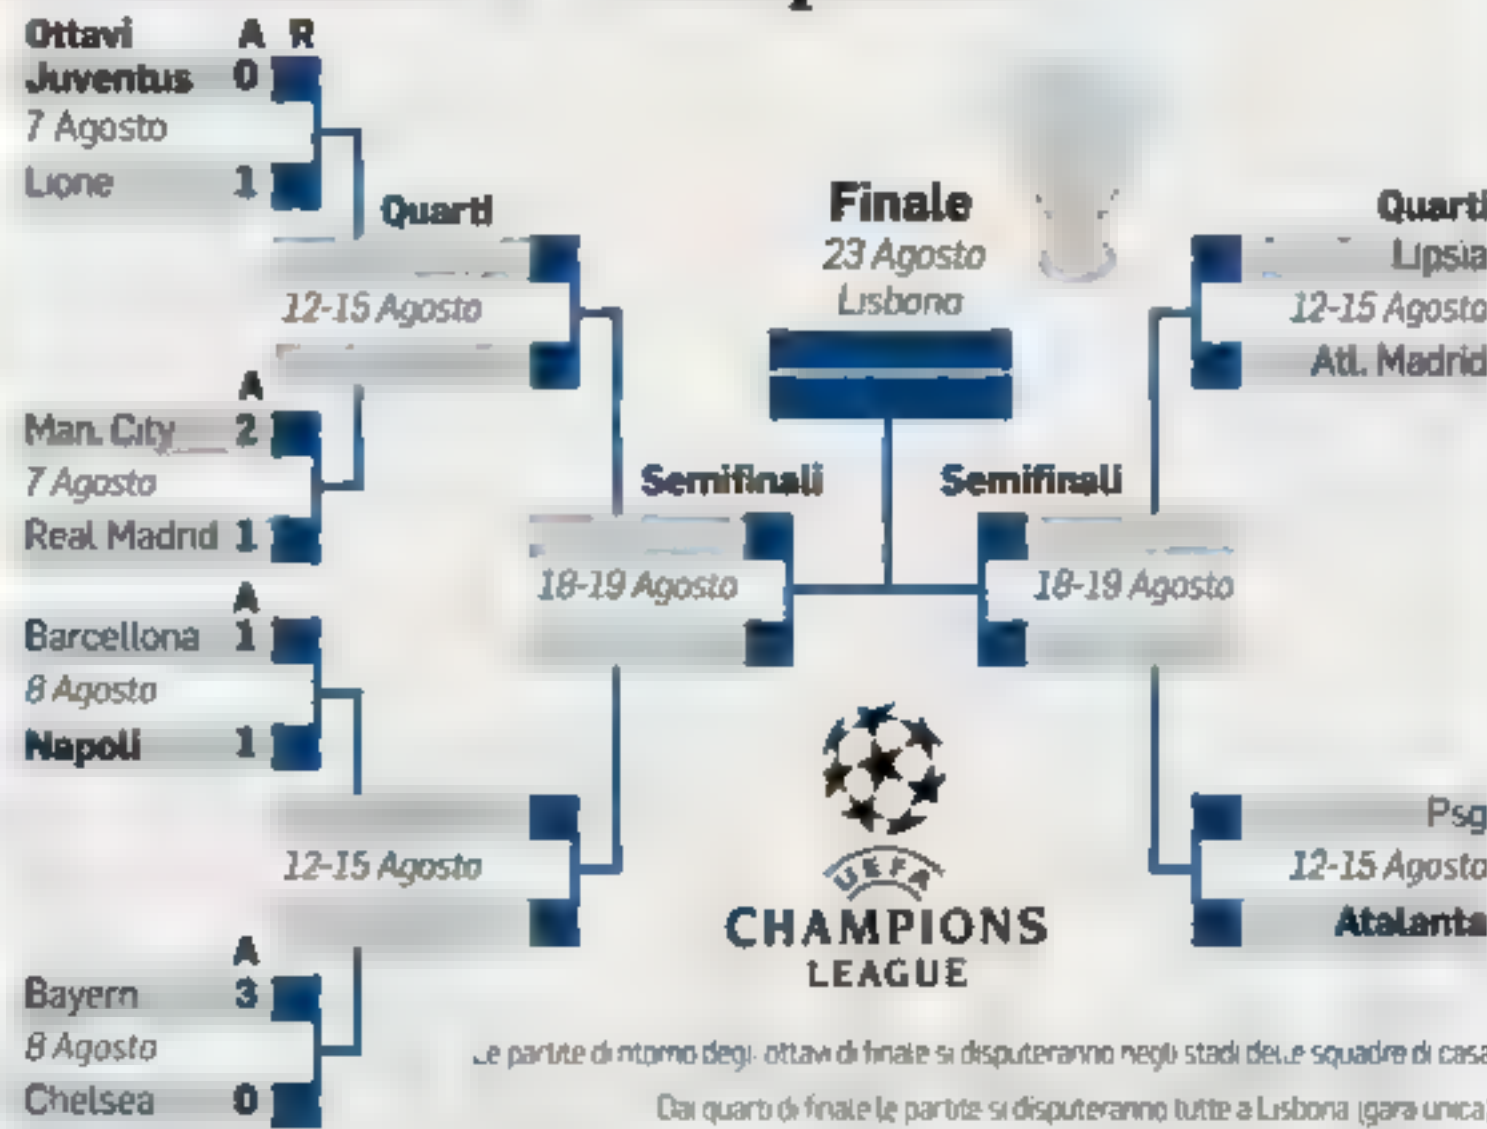 Ottavi A R
Juventus 0
7 Agosto
Lione 1
Quarti
12-15 Agosto
A
Man. City 2
7 Agosto
Real Madrid 1
A
Barcellona 1
8 Agosto
Napoli 1
12-15 Agosto
A
Bayern 3
8 Agosto
Chelsea 0
Finale
23 Agosto
Lisbona
Semifinali
18-19 Agosto
Semifinali
18-19 Agosto
Quarti
Lipsia
12-15 Agosto
Atl. Madrid
Psg
12-15 Agosto
Atalanta
UEFA
CHAMPIONS
LEAGUE
Le partite di ritorno degli ottavi di finale si disputeranno negli stadi delle squadre di casa
Dai quarti di finale le partite si disputeranno tutte a Lisbona (gara unica